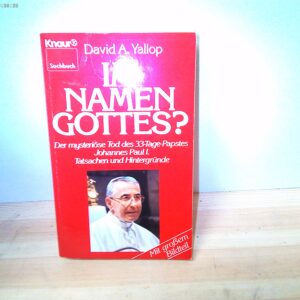 Knaur®
Sachbuch
David A. Yallop
IM
NAMEN
GOTTES?
Der mysteriöse Tod des 33-Tage-Papstes
Johannes Paul I.
Tatsachen und Hintergründe
Mit großem
Bildteil